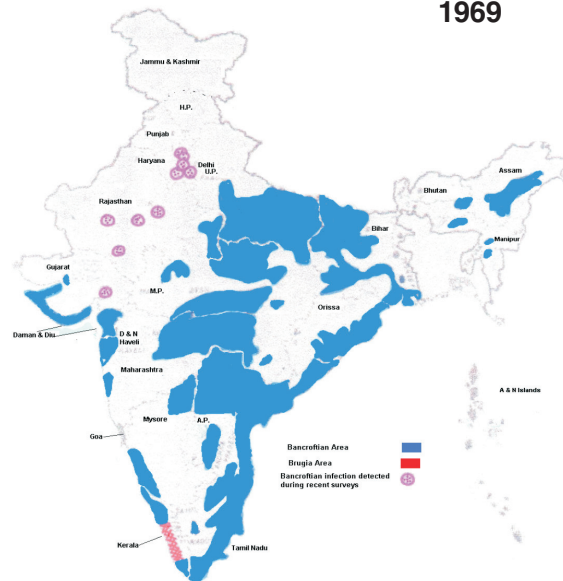 1969
Jammu & Kashmir
H.P.
Punjab
Haryana
Delhi
U.P.
Rajasthan
Assam
Bhutan
Bihar
Manipur
Gujarat
M.P.
Orissa
Daman & Diu
D & N
Haveli
Maharashtra
A & N Islands
Mysore
A.P.
Goa
Bancroftian Area
Brugia Area
Bancroftian infection detected
during recent surveys
Kerala
Tamil Nadu